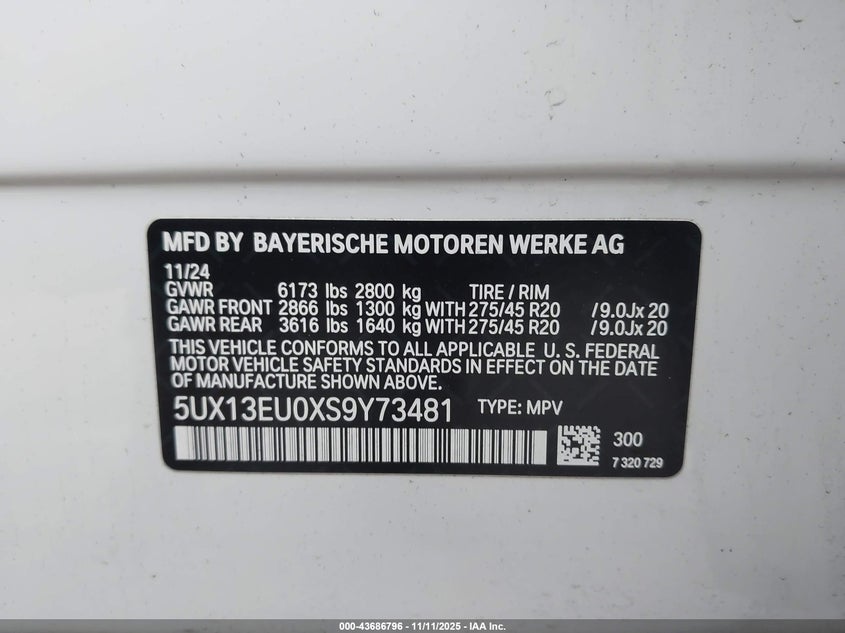 MFD BY BAYERISCHE MOTOREN WERKE AG
11/24
GVWR 6173 lbs 2800 kg TIRE / RIM
GAWR FRONT 2866 lbs 1300 kg WITH 275/45 R20 /9.0Jx 20
GAWR REAR 3616 lbs 1640 kg WITH 275/45 R20 /9.0Jx 20
THIS VEHICLE CONFORMS TO ALL APPLICABLE U. S. FEDERAL
MOTOR VEHICLE SAFETY STANDARDS IN EFFECT ON THE DATE
OF MANUFACTURE SHOWN ABOVE.
5UX13EU0XS9Y73481 TYPE: MPV
300
7 320 729
000-43686796 - 11/11/2025 - IAA Inc.